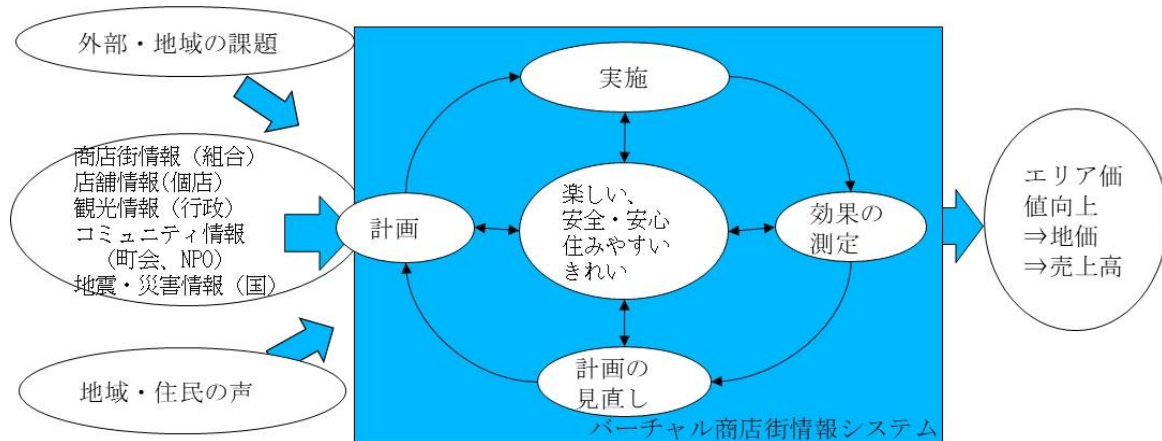 外部・地域の課題
商店街情報（組合）
店舗情報(個店)
観光情報（行政）
コミュニティ情報
（町会、NPO）
地震・災害情報（国）
地域・住民の声
計画
実施
楽しい、
安全・安心
住みやすい
きれい
効果の
測定
計画の
見直し
バーチャル商店街情報システム
エリア価
値向上
⇒地価
⇒売上高